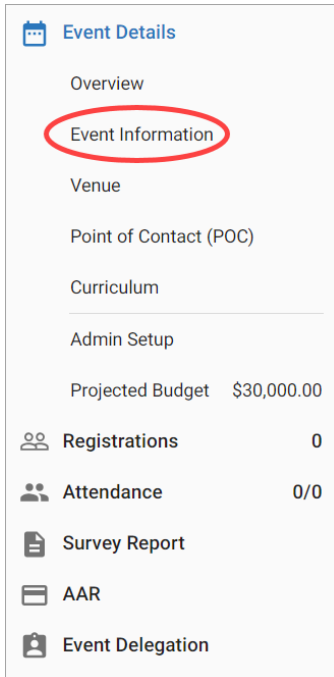 Event Details
Overview
Event Information
Venue
Point of Contact (POC)
Curriculum
Admin Setup
Projected Budget $30,000.00
Registrations 0
Attendance 0/0
Survey Report
AAR
Event Delegation